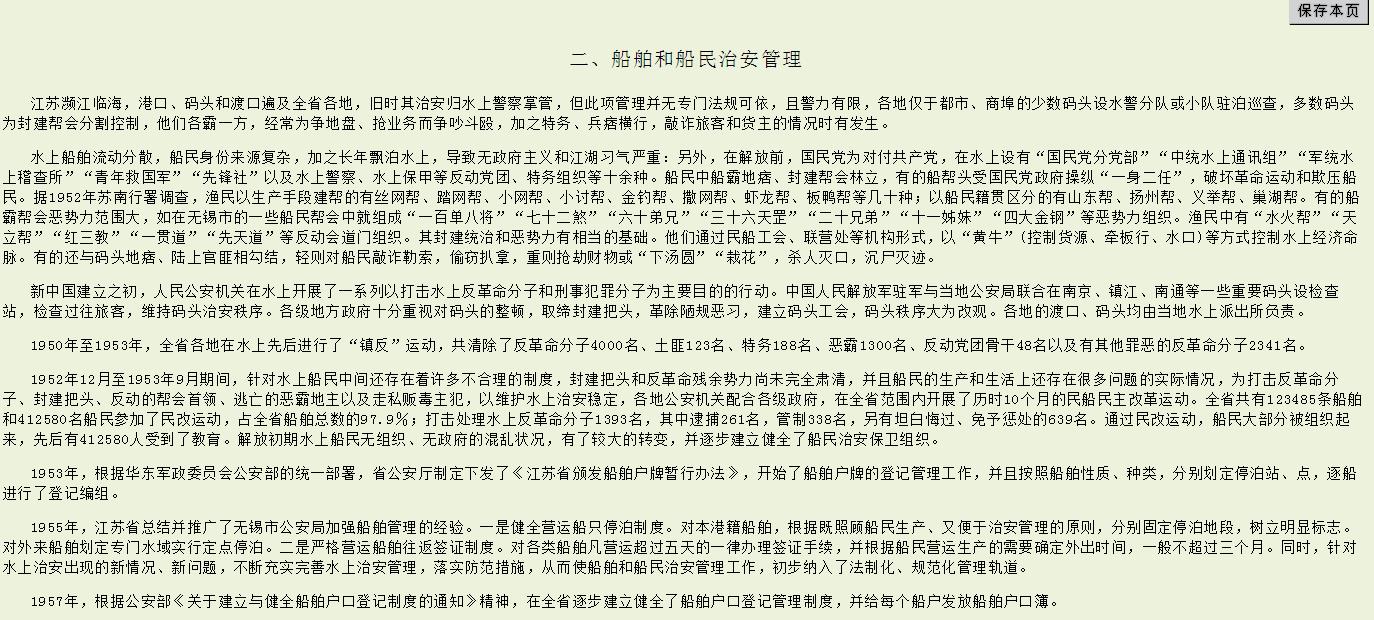 保存本页
二、船舶和船民治安管理
江苏濒江临海，港口、码头和渡口遍及全省各地，旧时其治安归水上警察掌管，但此项管理并无专门法规可依，且警力有限，各地仅于都市、商埠的少数码头设水警分队或小队驻泊巡查，多数码头
为封建帮会分割控制，他们各霸一方，经常为争地盘、抢业务而争吵斗殴，加之特务、兵痞横行，敲诈旅客和货主的情况时有发生。
水上船舶流动分散，船民身份来源复杂，加之长年飘泊水上，导致无政府主义和江湖习气严重：另外，在解放前，国民党为对付共产党，在水上设有“国民党分党部”“中统水上通讯组”“军统水
上稽查所”“青年救国军”“先锋社”以及水上警察、水上保甲等反动党团、特务组织等十余种。船民中船霸地痞、封建帮会林立，有的船帮头受国民党政府操纵“一身二任”，破坏革命运动和欺压船
民。据1952年苏南行署调查，渔民以生产手段建帮的有丝网帮、踏网帮、小网帮、小讨帮、金钓帮、撒网帮、虾龙帮、板鸭帮等几十种；以船民籍贯区分的有山东帮、扬州帮、义举帮、巢湖帮。有的船
霸帮会恶势力范围大，如在无锡市的一些船民帮会中就组成“一百单八将”“七十二煞”“六十弟兄”“三十六天罡”“二十兄弟”“十一姊妹”“四大金钢”等恶势力组织。渔民中有“水火帮”“天
立帮”“红三教”“一贯道”“先天道”等反动会道门组织。其封建统治和恶势力有相当的基础。他们通过民船工会、联营处等机构形式，以“黄牛”(控制货源、牵板行、水口)等方式控制水上经济命
脉。有的还与码头地痞、陆上官匪相勾结，轻则对船民敲诈勒索，偷窃扒拿，重则抢劫财物或“下汤圆”“栽花”，杀人灭口，沉尸灭迹。
新中国建立之初，人民公安机关在水上开展了一系列以打击水上反革命分子和刑事犯罪分子为主要目的的行动。中国人民解放军驻军与当地公安局联合在南京、镇江、南通等一些重要码头设检查
站，检查过往旅客，维持码头治安秩序。各级地方政府十分重视对码头的整顿，取缔封建把头，革除陋规恶习，建立码头工会，码头秩序大为改观。各地的渡口、码头均由当地水上派出所负责。
1950年至1953年，全省各地在水上先后进行了“镇反”运动，共清除了反革命分子4000名、土匪123名、特务188名、恶霸1300名、反动党团骨干48名以及有其他罪恶的反革命分子2341名。
1952年12月至1953年9月期间，针对水上船民中间还存在着许多不合理的制度，封建把头和反革命残余势力尚未完全肃清，并且船民的生产和生活上还存在很多问题的实际情况，为打击反革命分
子、封建把头、反动的帮会首领、逃亡的恶霸地主以及走私贩毒主犯，以维护水上治安稳定，各地公安机关配合各级政府，在全省范围内开展了历时10个月的民船民主改革运动。全省共有123485条船舶
和412580名船民参加了民改运动，占全省船舶总数的97.9％；打击处理水上反革命分子1393名，其中逮捕261名，管制338名，另有坦白悔过、免予惩处的639名。通过民改运动，船民大部分被组织起
来，先后有412580人受到了教育。解放初期水上船民无组织、无政府的混乱状况，有了较大的转变，并逐步建立健全了船民治安保卫组织。
1953年，根据华东军政委员会公安部的统一部署，省公安厅制定下发了《江苏省颁发船舶户牌暂行办法》，开始了船舶户牌的登记管理工作，并且按照船舶性质、种类，分别划定停泊站、点，逐船
进行了登记编组。
1955年，江苏省总结并推广了无锡市公安局加强船舶管理的经验。一是健全营运船只停泊制度。对本港籍船舶，根据既照顾船民生产、又便于治安管理的原则，分别固定停泊地段，树立明显标志。
对外来船舶划定专门水域实行定点停泊。二是严格营运船舶往返签证制度。对各类船舶凡营运超过五天的一律办理签证手续，并根据船民营运生产的需要确定外出时间，一般不超过三个月。同时，针对
水上治安出现的新情况、新问题，不断充实完善水上治安管理，落实防范措施，从而使船舶和船民治安管理工作，初步纳入了法制化、规范化管理轨道。
1957年，根据公安部《关于建立与健全船舶户口登记制度的通知》精神，在全省逐步建立健全了船舶户口登记管理制度，并给每个船户发放船舶户口簿。